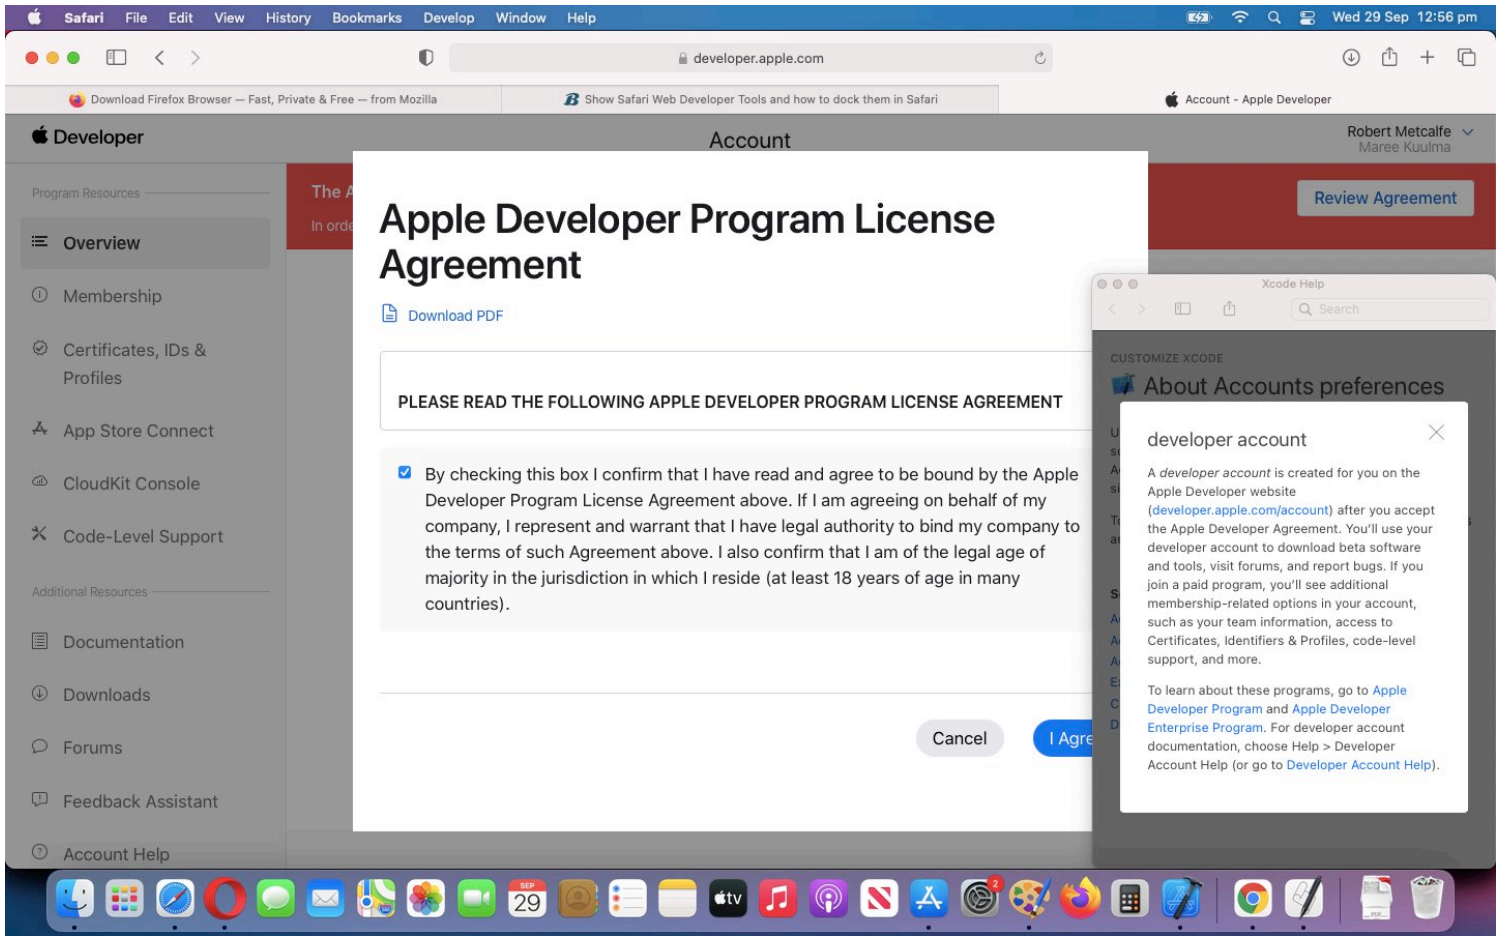 Safari File Edit View History Bookmarks Develop Window Help
Wed 29 Sep 12:56 pm
developer.apple.com
Download Firefox Browser — Fast, Private & Free — from Mozilla
Show Safari Web Developer Tools and how to dock them in Safari
Account - Apple Developer
Developer
Account
Robert Metcalfe
Maree Kuulma
Program Resources
Overview
Membership
Certificates, IDs &
Profiles
App Store Connect
CloudKit Console
Code-Level Support
Additional Resources
Documentation
Downloads
Forums
Feedback Assistant
Account Help
The A
In orde
Review Agreement
Apple Developer Program License
Agreement
Download PDF
PLEASE READ THE FOLLOWING APPLE DEVELOPER PROGRAM LICENSE AGREEMENT
By checking this box I confirm that I have read and agree to be bound by the Apple
Developer Program License Agreement above. If I am agreeing on behalf of my
company, I represent and warrant that I have legal authority to bind my company to
the terms of such Agreement above. I also confirm that I am of the legal age of
majority in the jurisdiction in which I reside (at least 18 years of age in many
countries).
Cancel
I Agre
Xcode Help
Search
CUSTOMIZE XCODE
About Accounts preferences
developer account
A developer account is created for you on the
Apple Developer website
(developer.apple.com/account) after you accept
the Apple Developer Agreement. You'll use your
developer account to download beta software
and tools, visit forums, and report bugs. If you
join a paid program, you'll see additional
membership-related options in your account,
such as your team information, access to
Certificates, Identifiers & Profiles, code-level
support, and more.
To learn about these programs, go to Apple
Developer Program and Apple Developer
Enterprise Program. For developer account
documentation, choose Help > Developer
Account Help (or go to Developer Account Help).
SEP
29
tv
2